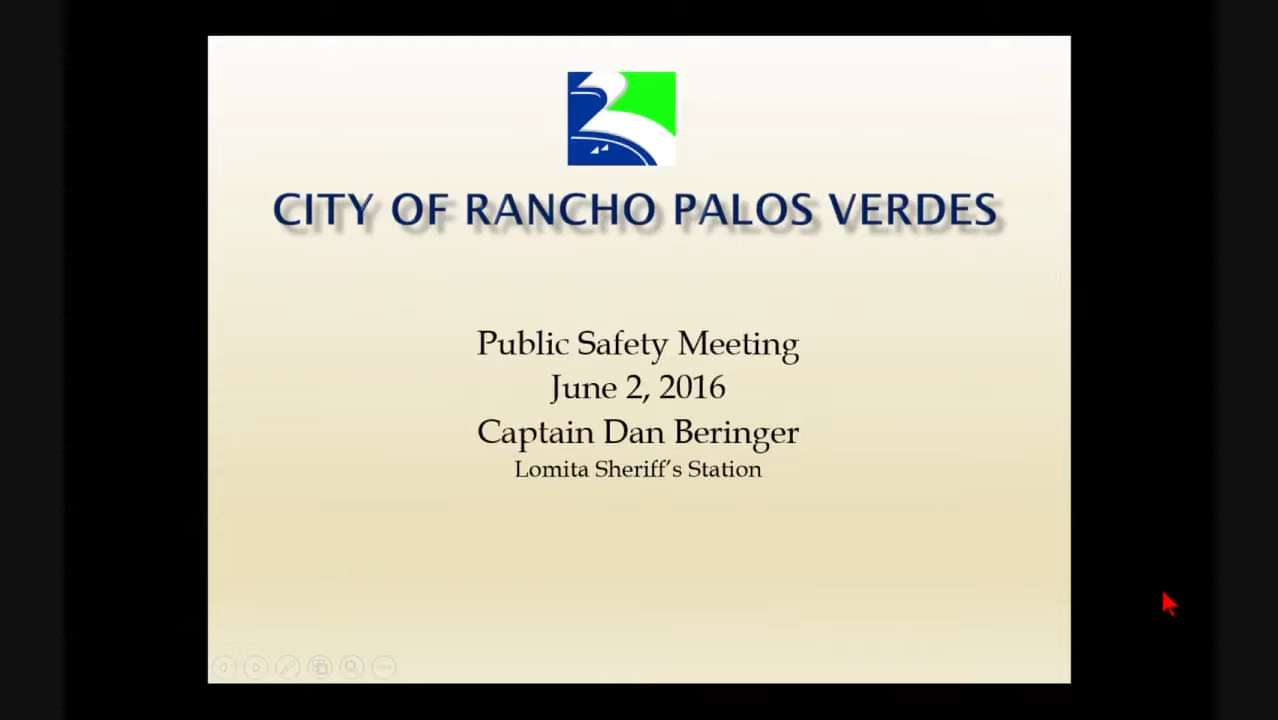 CITY OF RANCHO PALOS VERDES
Public Safety Meeting
June 2, 2016
Captain Dan Beringer
Lomita Sheriff’s Station